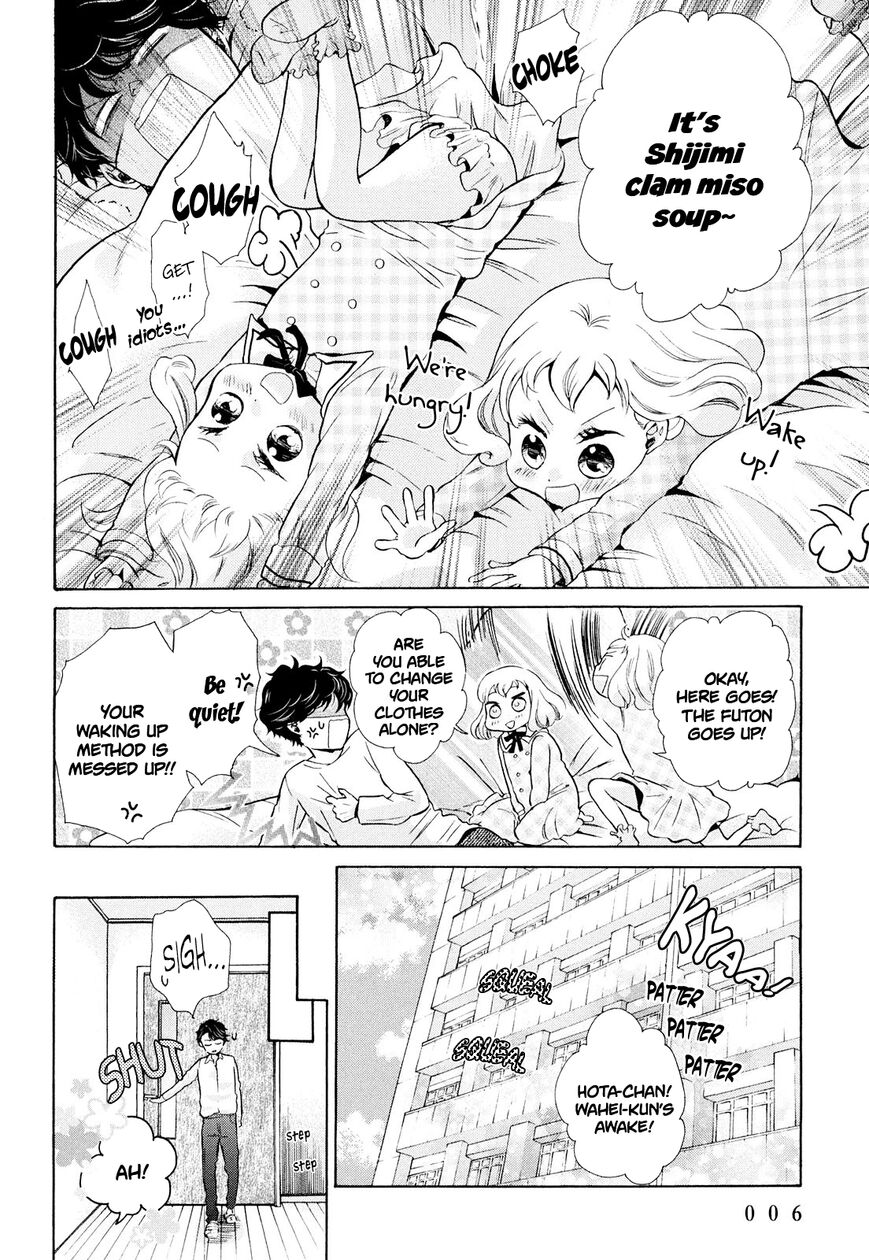 It's
Shijimi
clam miso
soup~
CHOKE
COUGH
GET
...!
You
idiots...
COUGH
We're
hungry!
Wake
up!
OKAY,
HERE GOES!
THE FUTON
GOES UP!
ARE
YOU ABLE
TO CHANGE
YOUR
CLOTHES
ALONE?
Be
quiet!
YOUR
WAKING UP
METHOD IS
MESSED UP!!
KYAA!
SQUEAL
SQUEAL
PATTER
PATTER
PATTER
HOTA-CHAN!
WAHEI-KUN'S
AWAKE!
SIGH...
SHUT
step
step
AH!
006